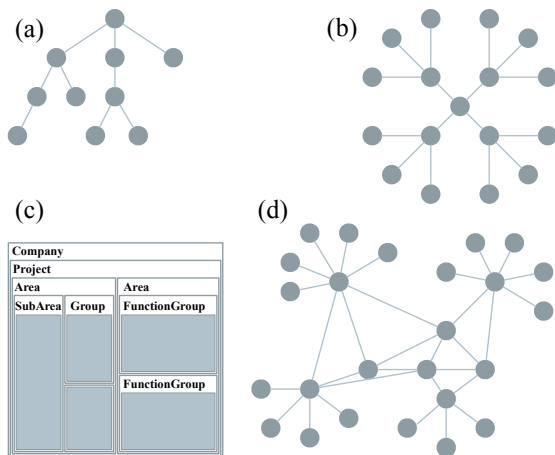 (a)
(b)
(c)
(d)
Company
Project
Area
Area
SubArea
Group
FunctionGroup
FunctionGroup